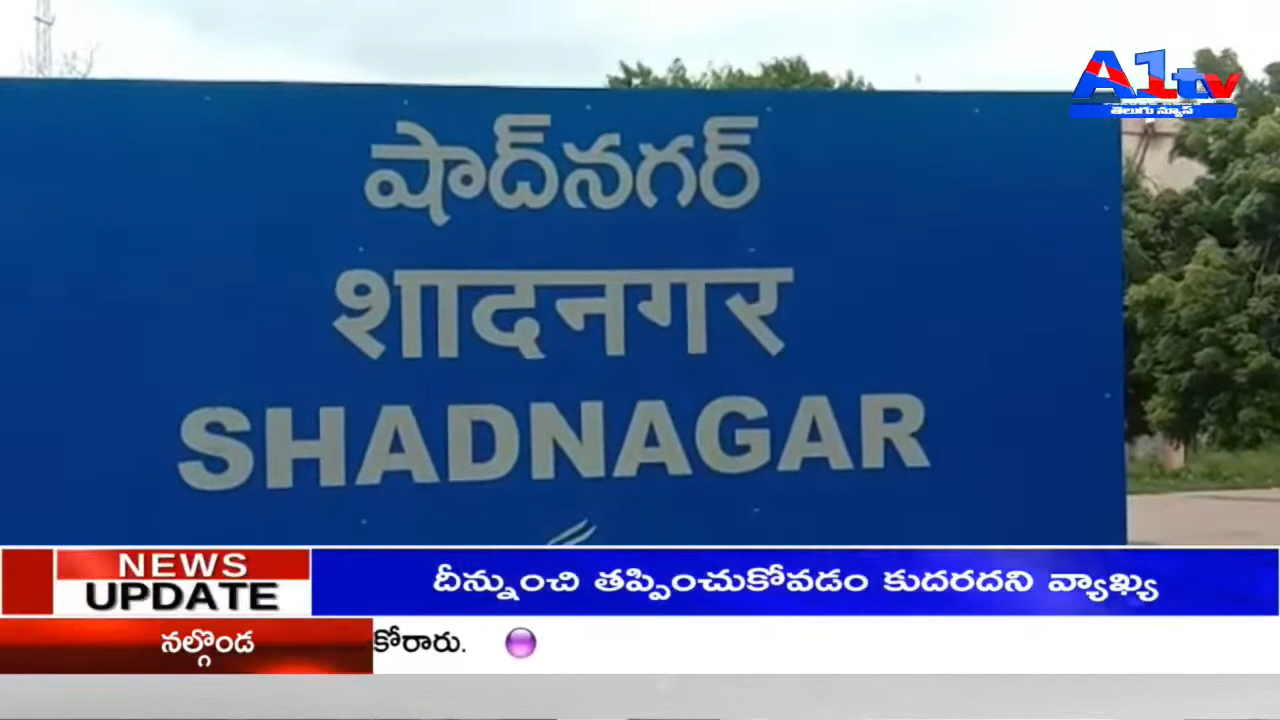 A1tv
తెలుగు న్యూస్
షాద్‌నగర్
शादनगर
SHADNAGAR
NEWS
UPDATE
దీన్నుంచి తప్పించుకోవడం కుదరదని వ్యాఖ్య
నల్గొండ
కోరారు.